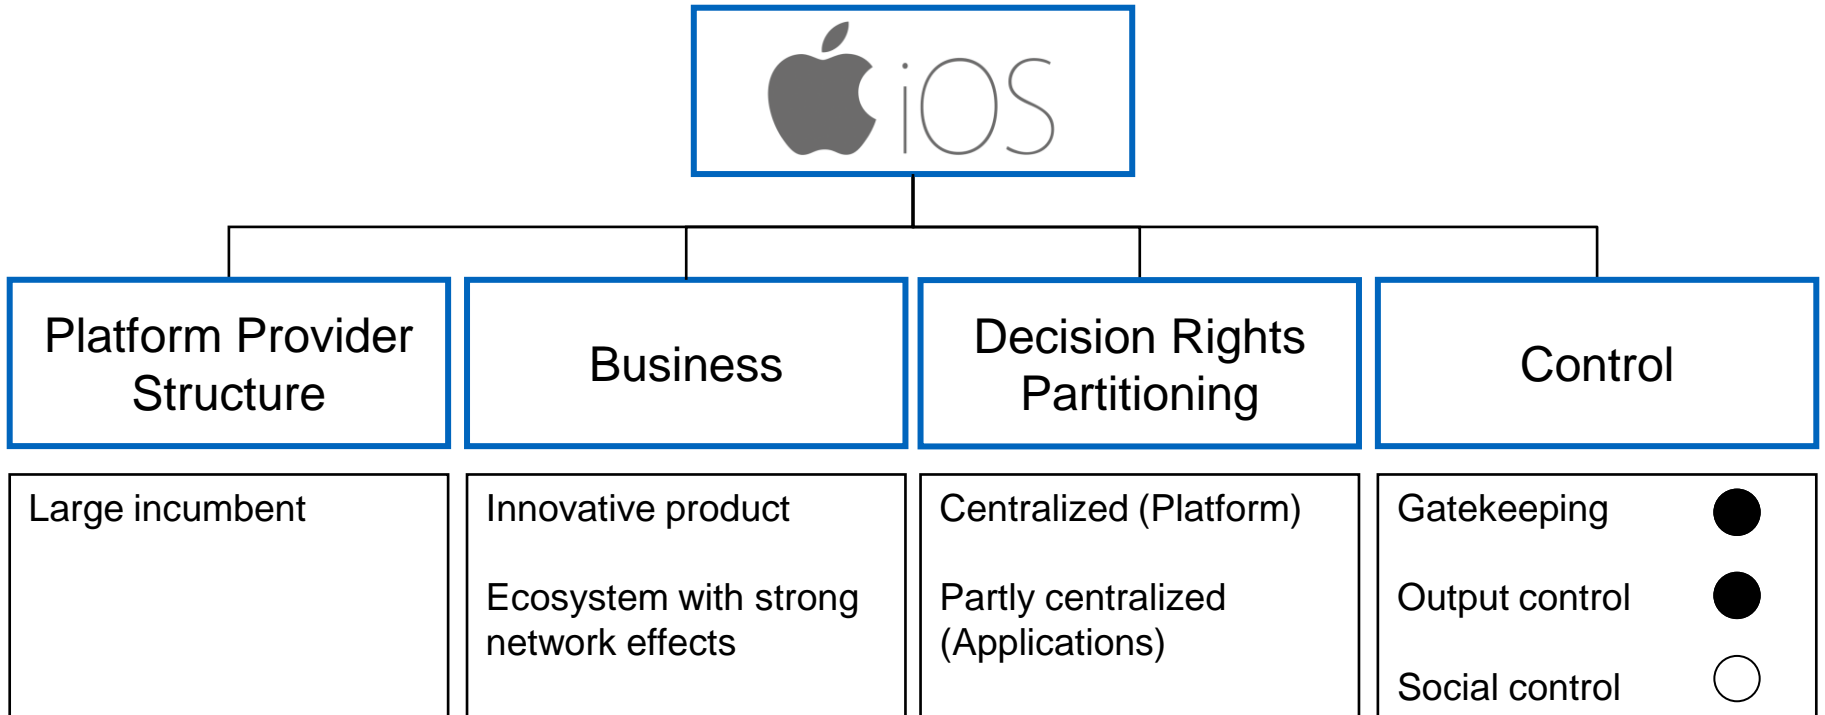 iOS
Platform Provider
Structure
Business
Decision Rights
Partitioning
Control
Large incumbent
Innovative product
Ecosystem with strong
network effects
Centralized (Platform)
Partly centralized
(Applications)
Gatekeeping
Output control
Social control